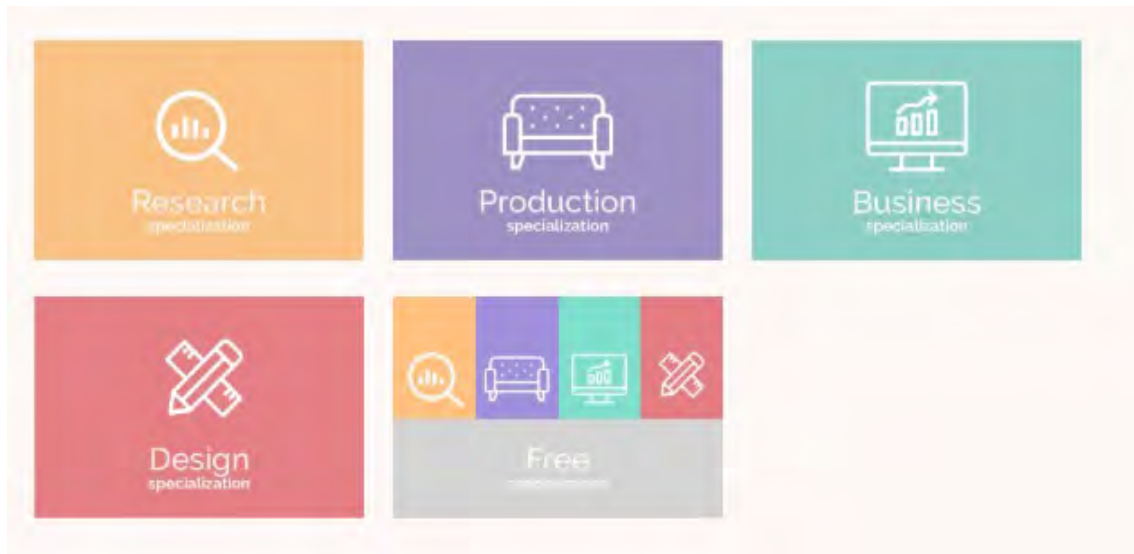 Research
specialization
Production
specialization
Business
specialization
Design
specialization
Free